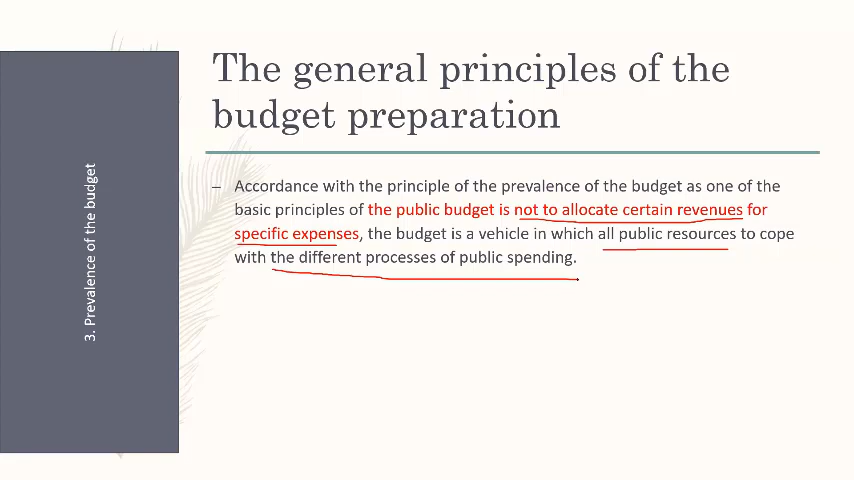 The general principles of the
budget preparation
3. Prevalence of the budget
– Accordance with the principle of the prevalence of the budget as one of the
basic principles of the public budget is not to allocate certain revenues for
specific expenses, the budget is a vehicle in which all public resources to cope
with the different processes of public spending.